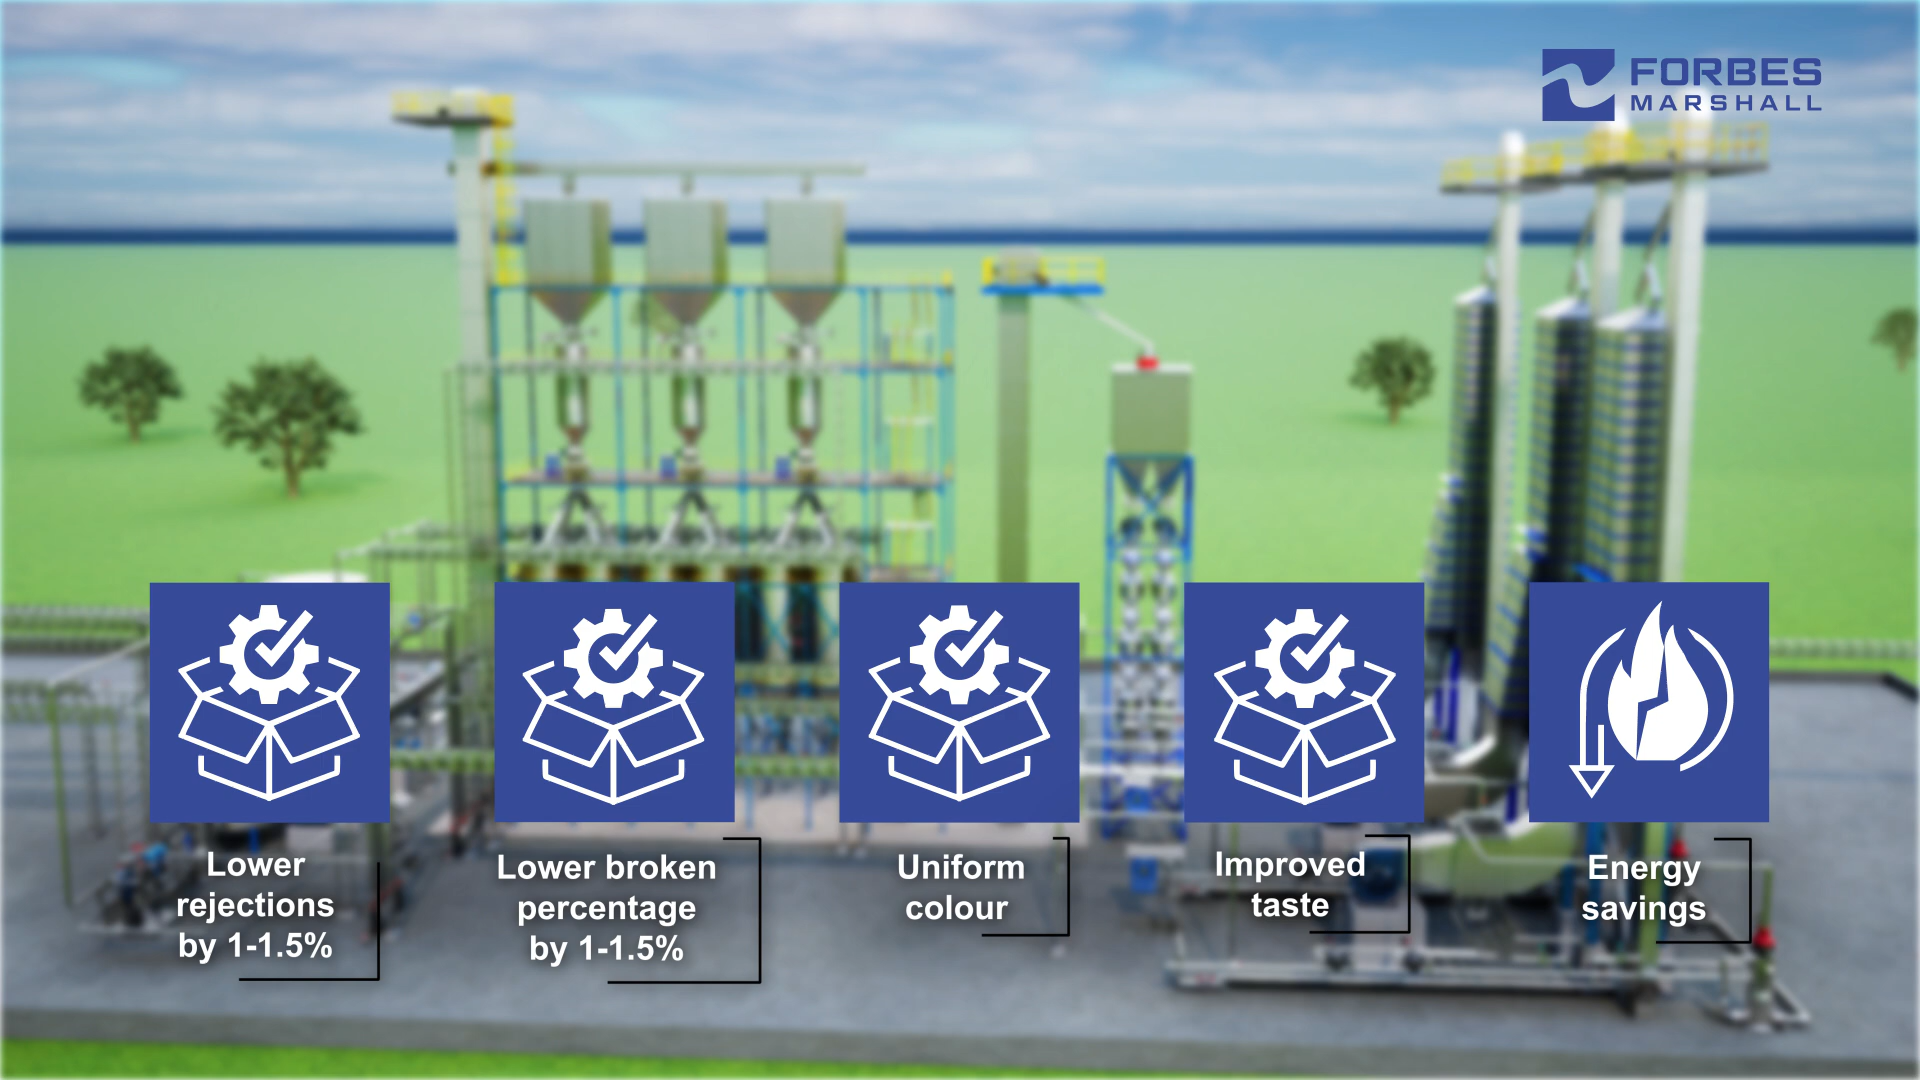 FORBES
MARSHALL
Lower
rejections
by 1-1.5%
Lower broken
percentage
by 1-1.5%
Uniform
colour
Improved
taste
Energy
savings